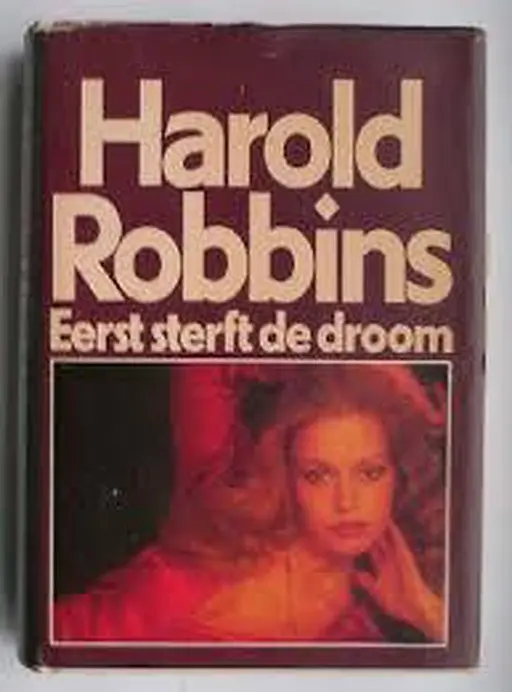 Harold
Robbins
Eerst sterft de droom